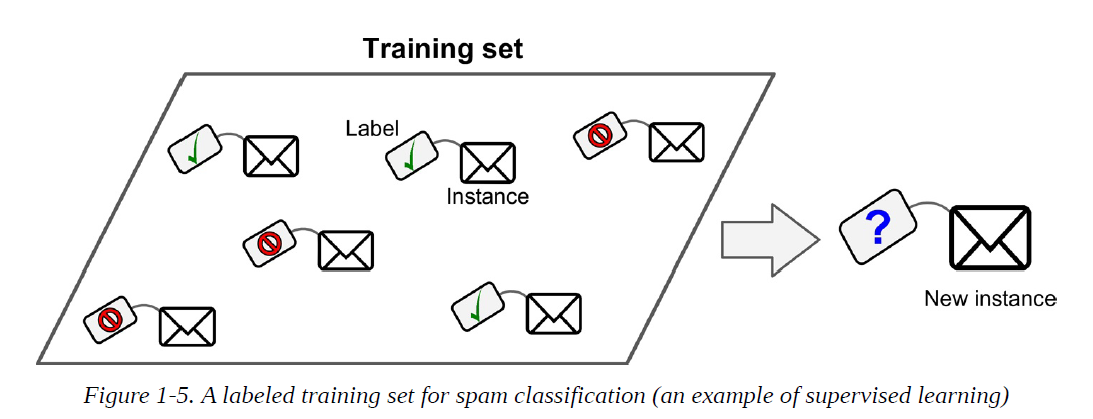 Training set
Label
Instance
?
New instance
Figure 1-5. A labeled training set for spam classification (an example of supervised learning)